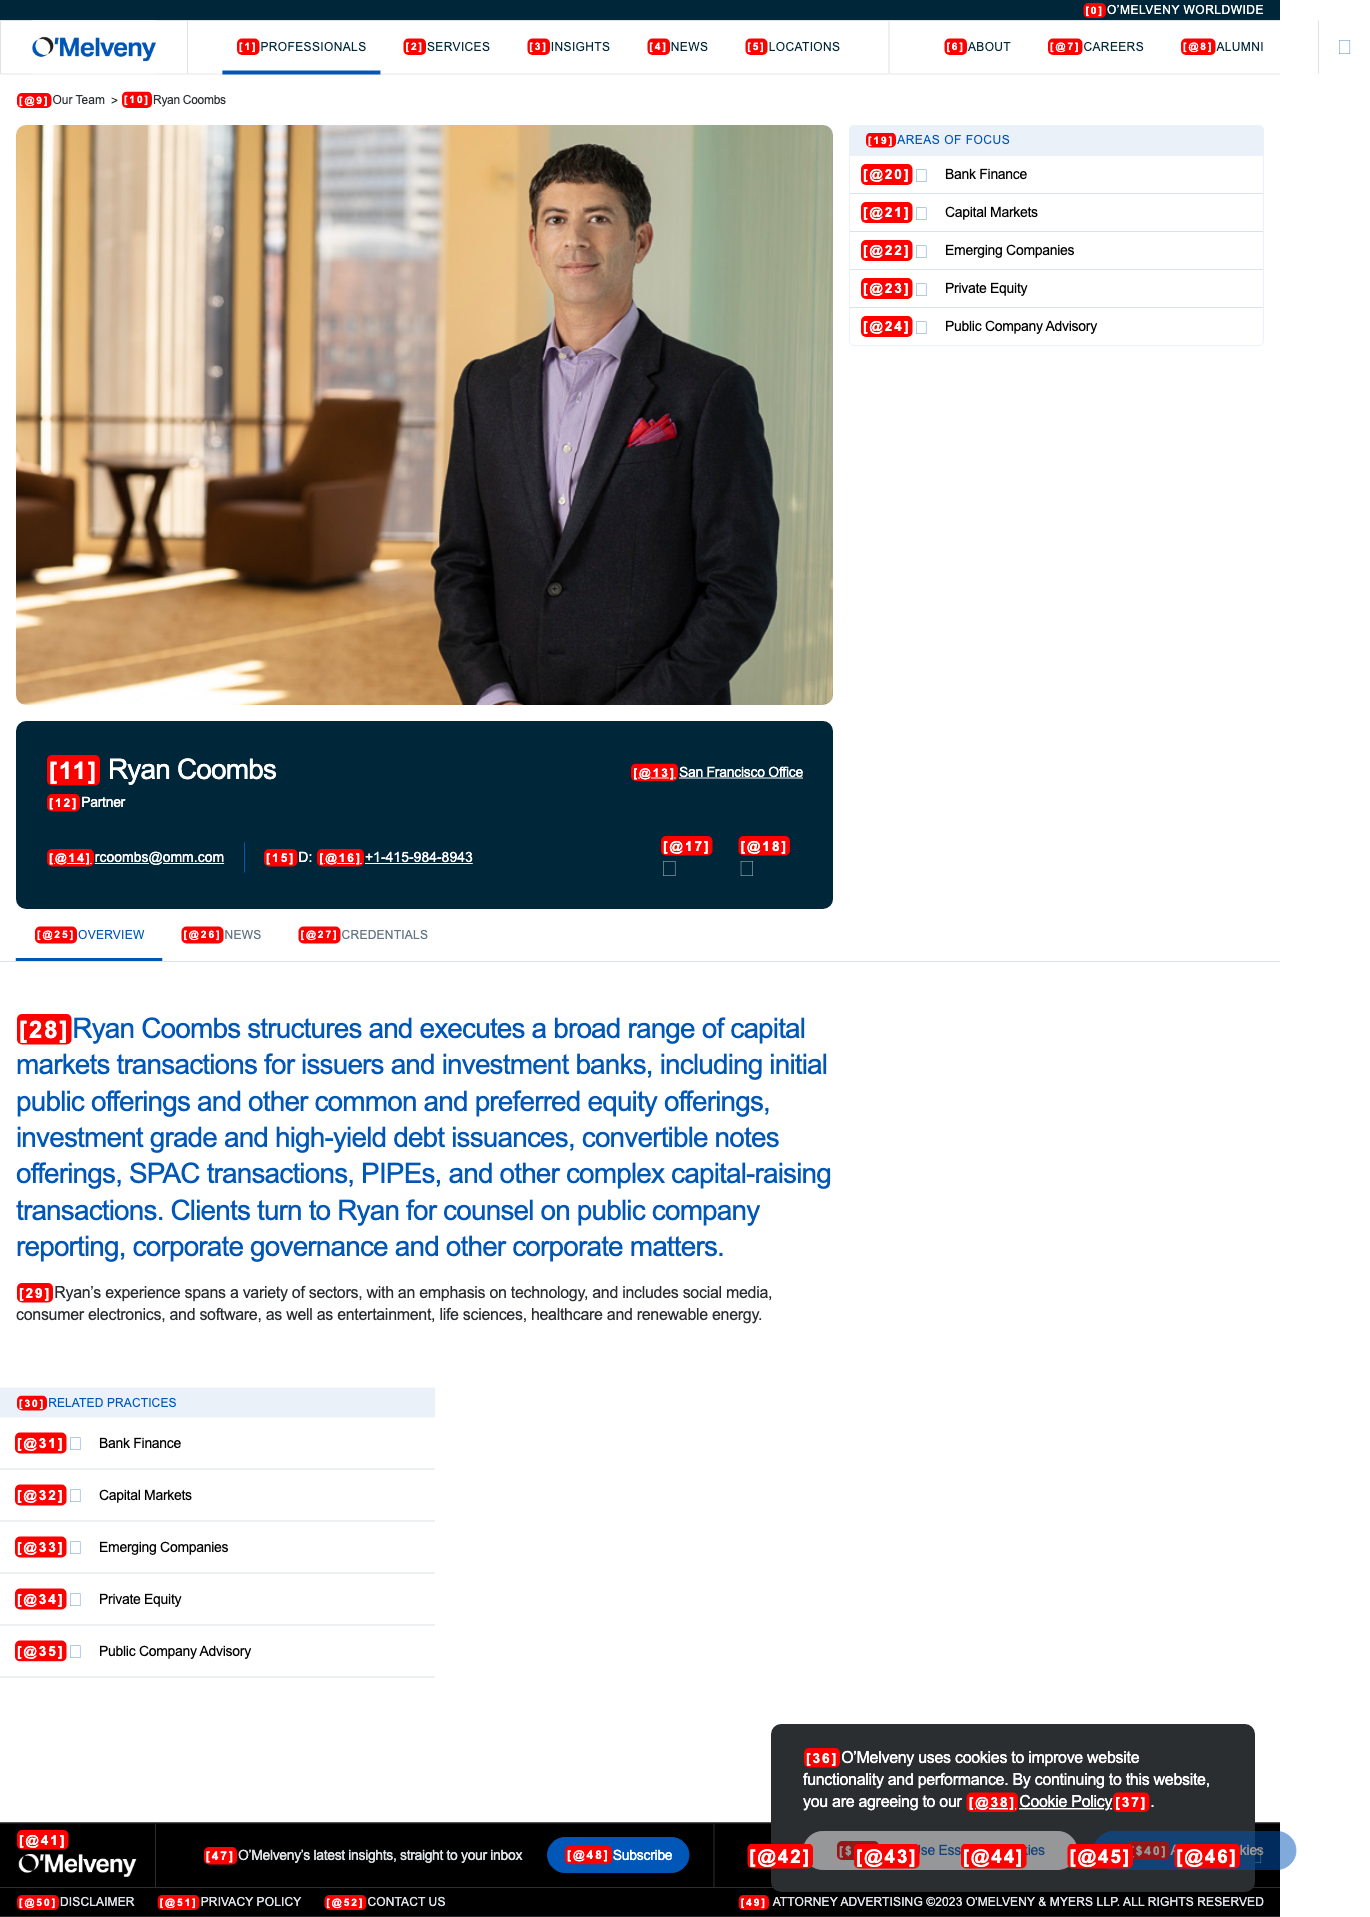 [0] O'MELVENY WORLDWIDE
O'Melveny [1] PROFESSIONALS [2] SERVICES [3] INSIGHTS [4] NEWS [5] LOCATIONS [6] ABOUT [@7] CAREERS [@8] ALUMNI
[@9] Our Team > [10] Ryan Coombs
[19] AREAS OF FOCUS
[@20] Bank Finance
[@21] Capital Markets
[@22] Emerging Companies
[@23] Private Equity
[@24] Public Company Advisory
[11] Ryan Coombs
[@13] San Francisco Office
[12] Partner
[@14] rcoombs@omm.com [15] D: [@16] +1-415-984-8943 [@17] [@18]
[@25] OVERVIEW [@26] NEWS [@27] CREDENTIALS
[28] Ryan Coombs structures and executes a broad range of capital
markets transactions for issuers and investment banks, including initial
public offerings and other common and preferred equity offerings,
investment grade and high-yield debt issuances, convertible notes
offerings, SPAC transactions, PIPEs, and other complex capital-raising
transactions. Clients turn to Ryan for counsel on public company
reporting, corporate governance and other corporate matters.
[29] Ryan's experience spans a variety of sectors, with an emphasis on technology, and includes social media,
consumer electronics, and software, as well as entertainment, life sciences, healthcare and renewable energy.
[30] RELATED PRACTICES
[@31] Bank Finance
[@32] Capital Markets
[@33] Emerging Companies
[@34] Private Equity
[@35] Public Company Advisory
[36] O'Melveny uses cookies to improve website
functionality and performance. By continuing to this website,
you are agreeing to our [@38] Cookie Policy [37] .
[@41]
O'Melveny
[47] O'Melveny's latest insights, straight to your inbox [@48] Subscribe
[@42] [@43] [@44] [@45] [$40] [@46]
[@50] DISCLAIMER [@51] PRIVACY POLICY [@52] CONTACT US [49] ATTORNEY ADVERTISING ©2023 O'MELVENY & MYERS LLP. ALL RIGHTS RESERVED